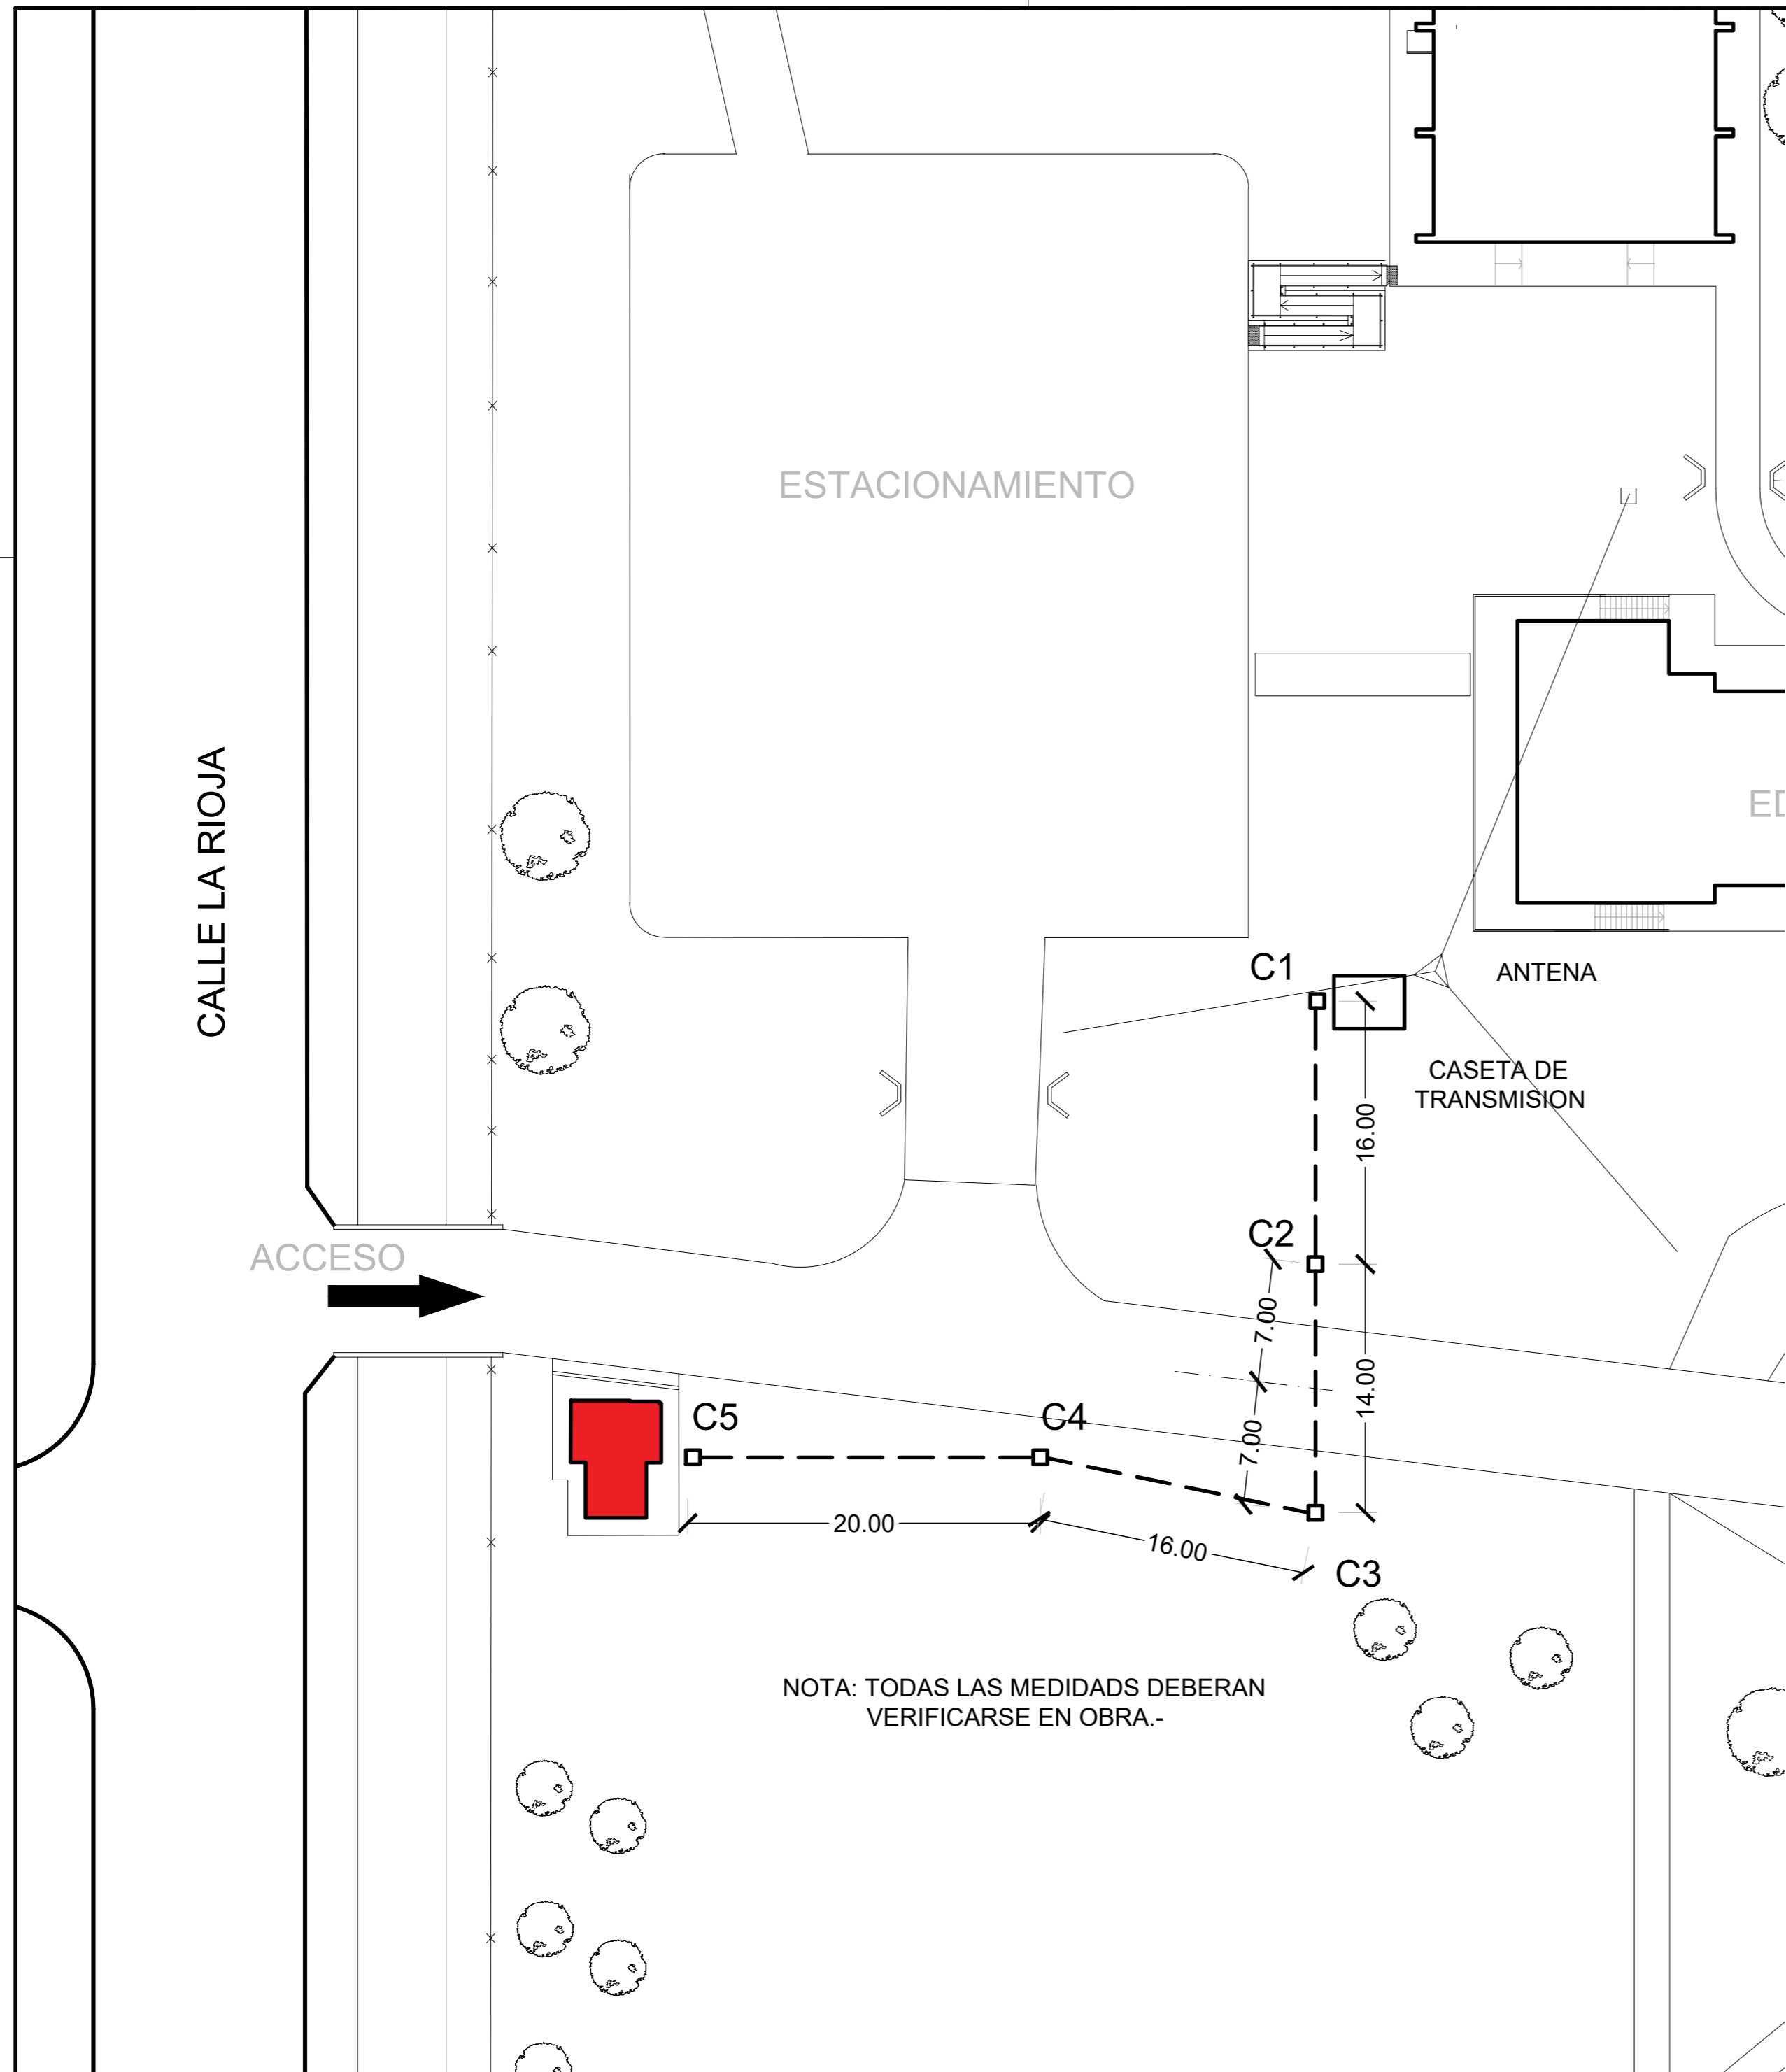 ESTACIONAMIENTO
CALLE LA RIOJA
ED
C1
ANTENA
CASETA DE
TRANSMISION
16.00
C2
ACCESO
7.00
14.00
7.00
C5
C4
20.00
16.00
C3
NOTA: TODAS LAS MEDIDADS DEBERAN
VERIFICARSE EN OBRA.-